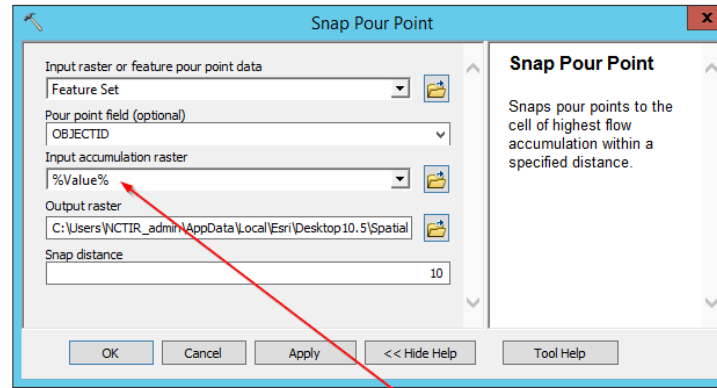 Snap Pour Point
x
Input raster or feature pour point data
Feature Set
Pour point field (optional)
OBJECTID
Input accumulation raster
%Value%
Output raster
C:\Users\NCTIR_admin\AppData\Local\Esri\Desktop10.5\Spatial
Snap distance
10
OK Cancel Apply << Hide Help Tool Help
Snap Pour Point
Snaps pour points to the
cell of highest flow
accumulation within a
specified distance.